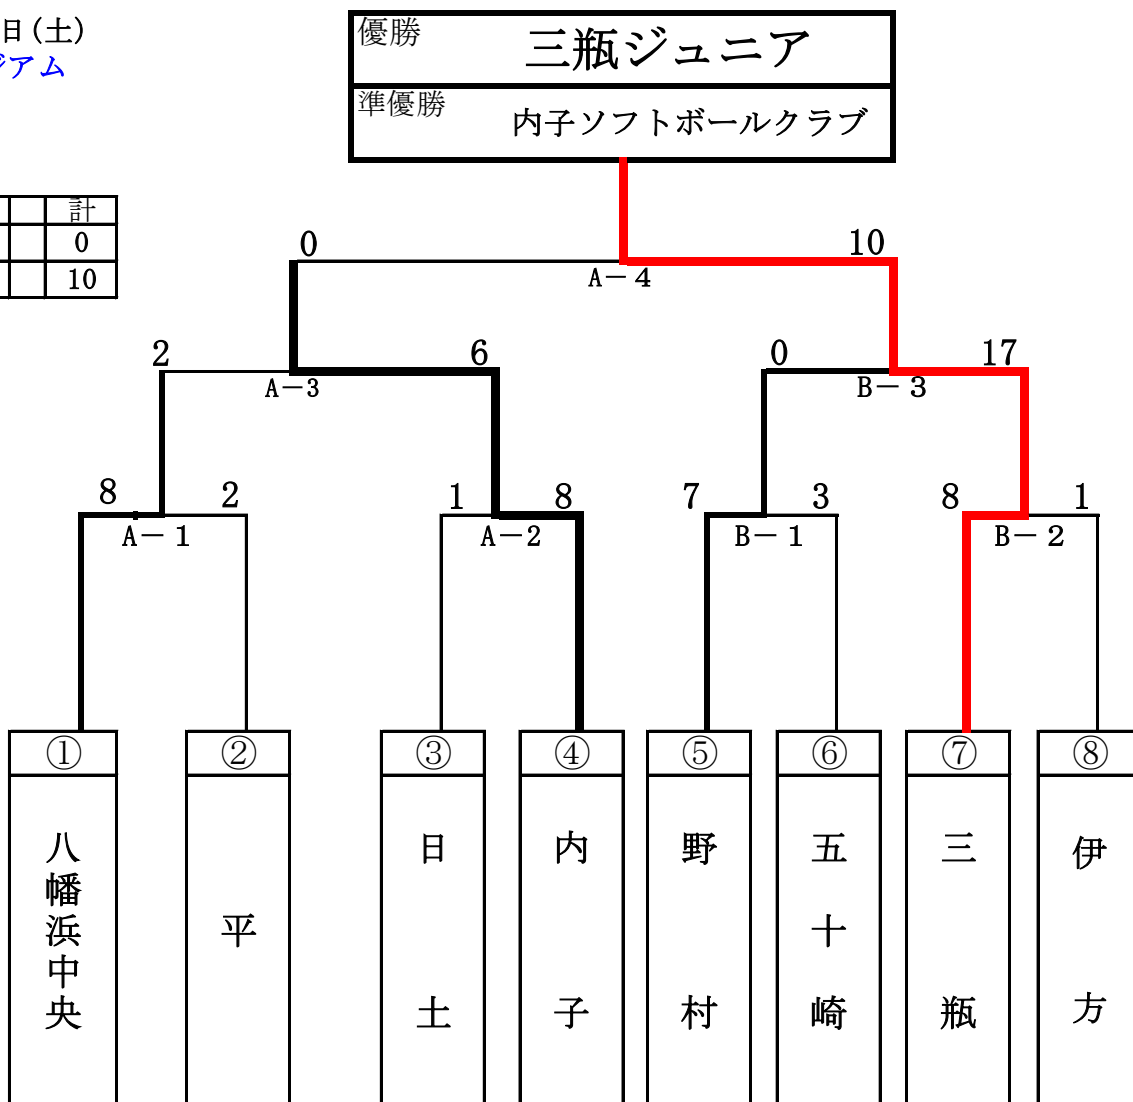 日(土)
ジアム
優勝 三瓶ジュニア
準優勝 内子ソフトボールクラブ
計
0
10
0 10
A-4
2 6 0 17
A-3 B-3
8 2 1 8 7 3 8 1
A-1 A-2 B-1 B-2
① ② ③ ④ ⑤ ⑥ ⑦ ⑧
八幡浜中央
平
日土
内子
野村
五十崎
三瓶
伊方